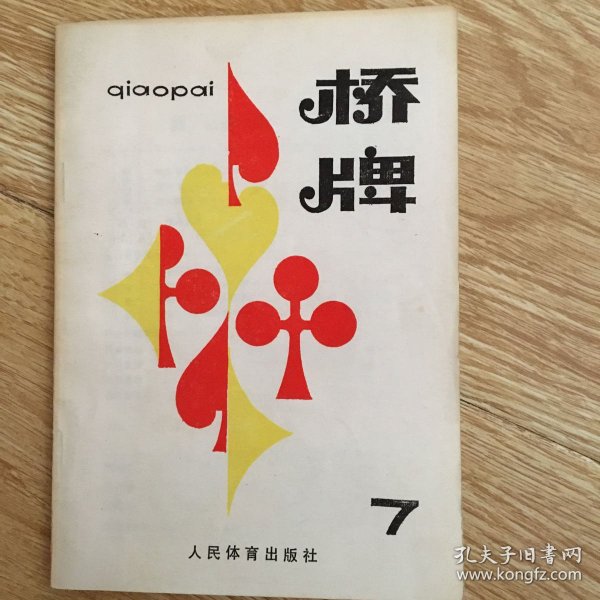 qiaopai
桥
牌
7
人民体育出版社
孔夫子旧書网
www.kongfz.com